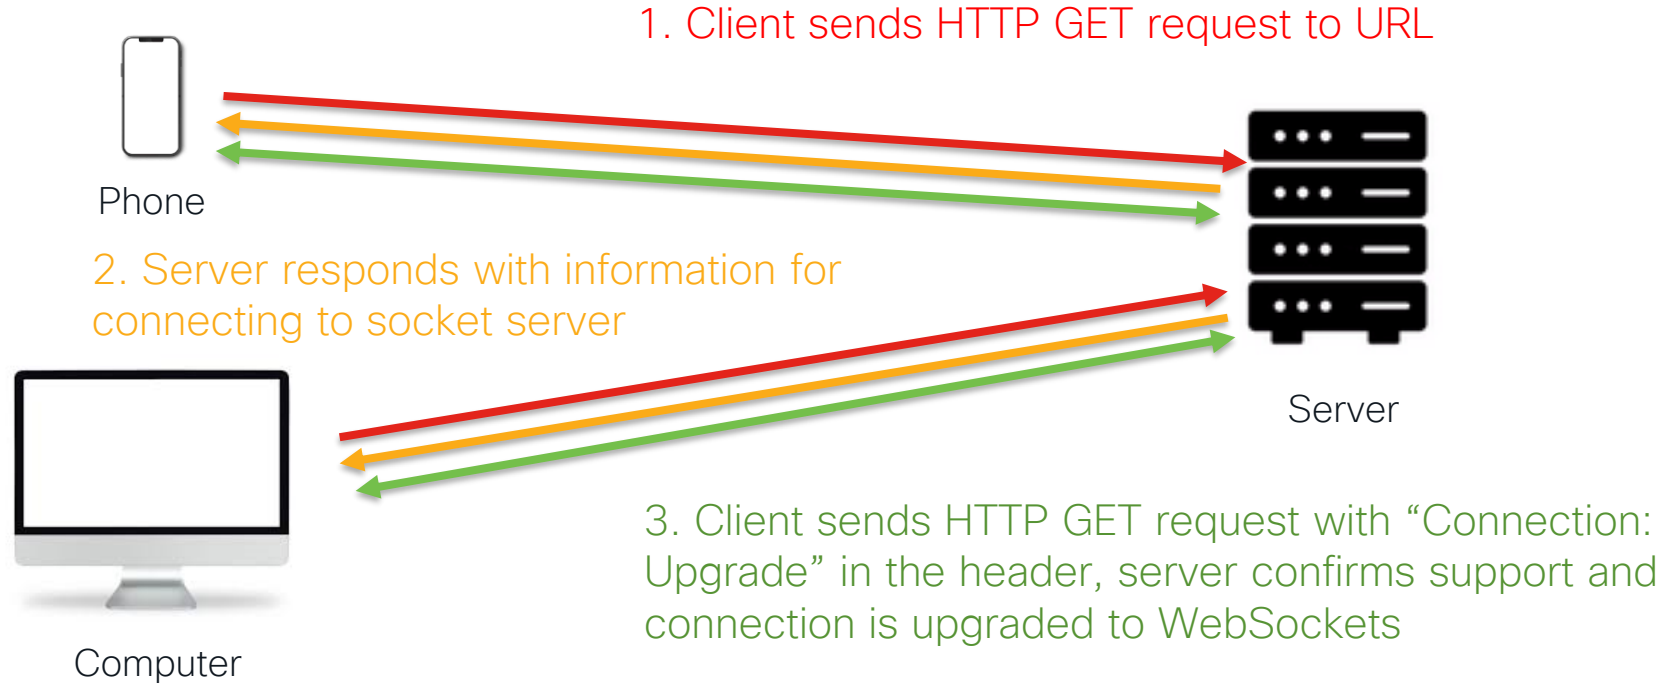 1. Client sends HTTP GET request to URL
Phone
2. Server responds with information for
connecting to socket server
Server
3. Client sends HTTP GET request with “Connection:
Upgrade” in the header, server confirms support and
connection is upgraded to WebSockets
Computer